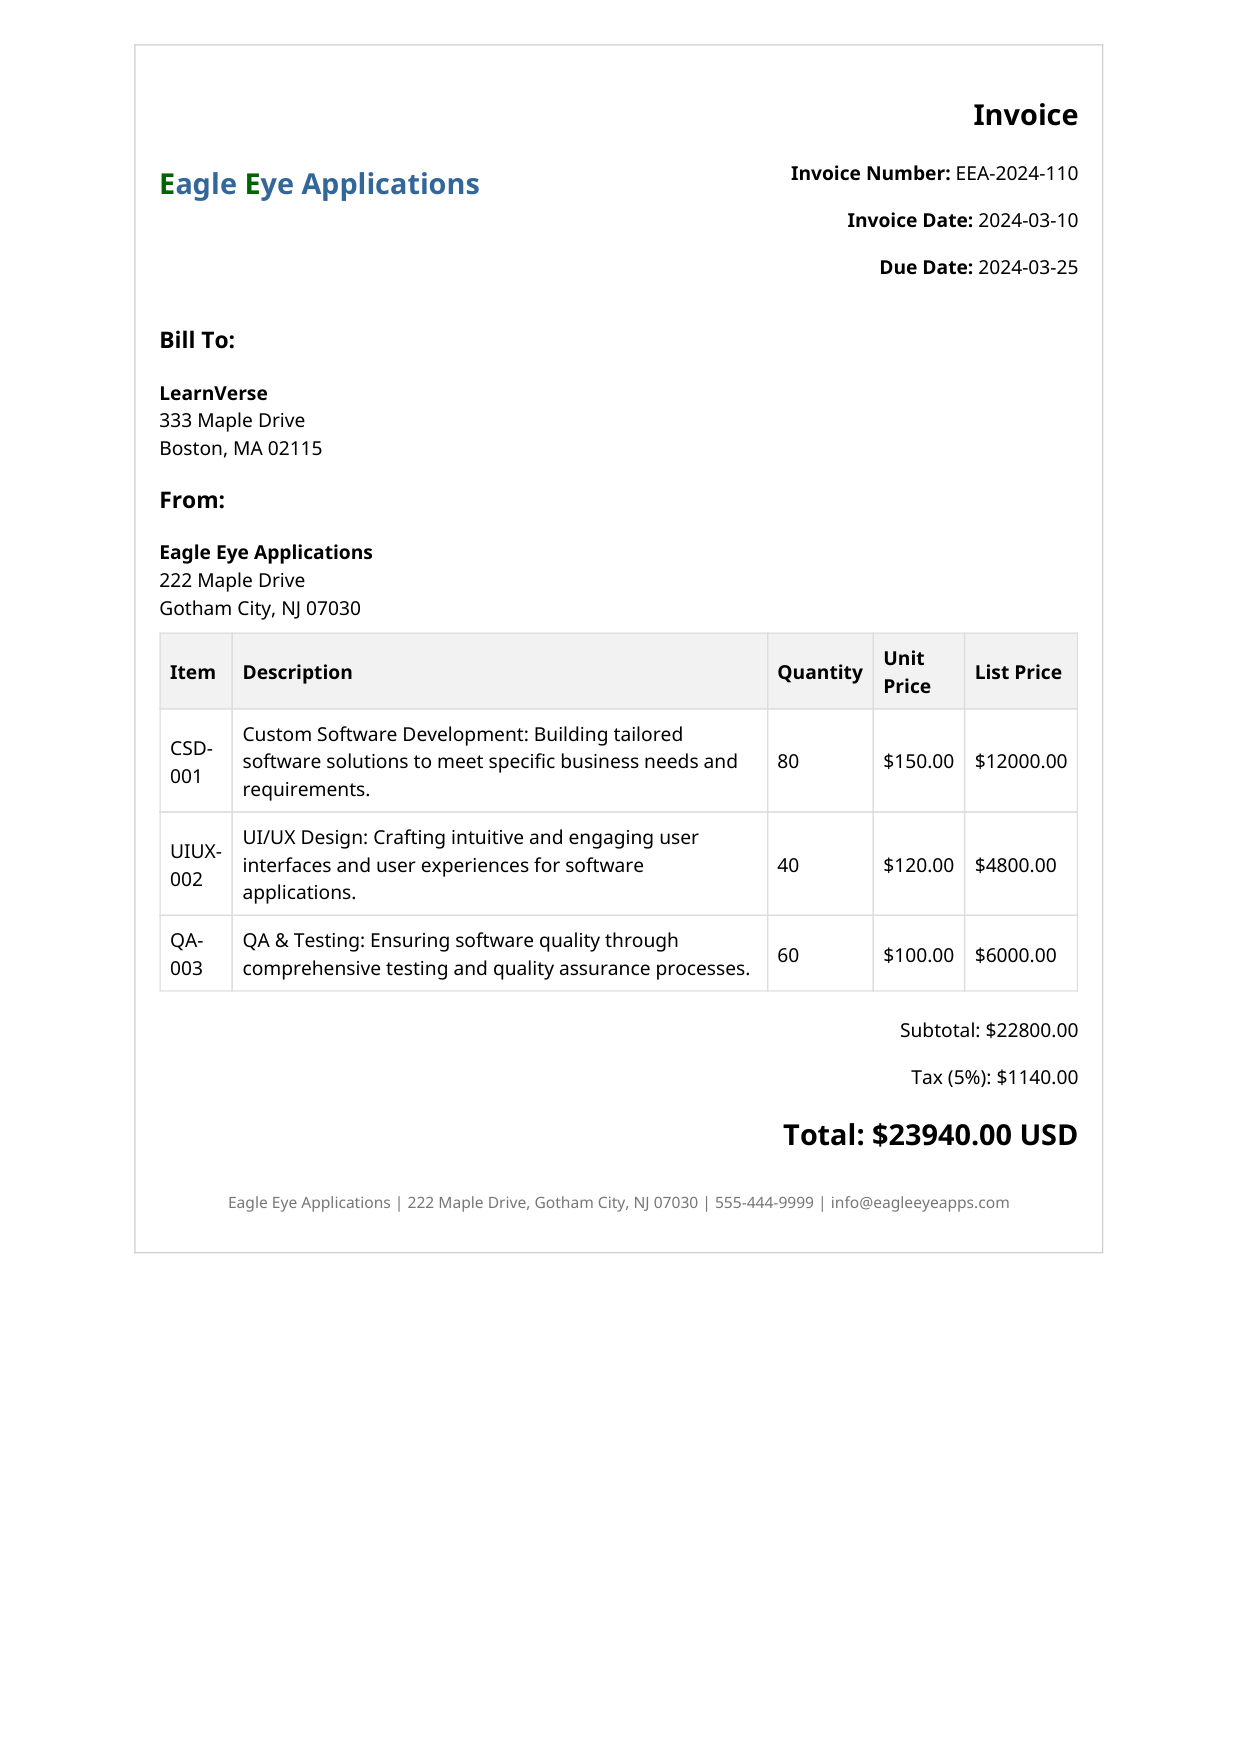 Invoice
Eagle Eye Applications
Invoice Number: EEA-2024-110
Invoice Date: 2024-03-10
Due Date: 2024-03-25
Bill To:
LearnVerse
333 Maple Drive
Boston, MA 02115
From:
Eagle Eye Applications
222 Maple Drive
Gotham City, NJ 07030
Item Description Quantity Unit Price List Price
CSD-001 Custom Software Development: Building tailored
software solutions to meet specific business needs and
requirements. 80 $150.00 $12000.00
UIUX-002 UI/UX Design: Crafting intuitive and engaging user
interfaces and user experiences for software
applications. 40 $120.00 $4800.00
QA-003 QA & Testing: Ensuring software quality through
comprehensive testing and quality assurance processes. 60 $100.00 $6000.00
Subtotal: $22800.00
Tax (5%): $1140.00
Total: $23940.00 USD
Eagle Eye Applications | 222 Maple Drive, Gotham City, NJ 07030 | 555-444-9999 | info@eagleeyeapps.com